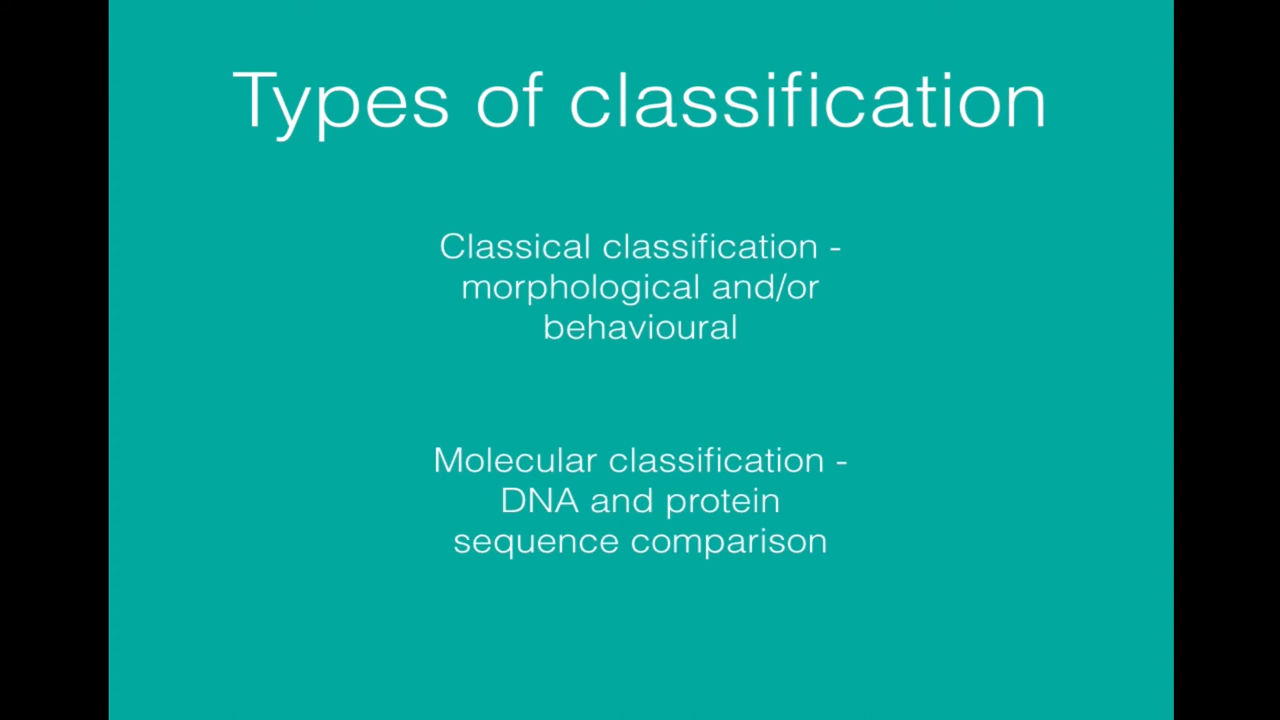 Types of classification
Classical classification -
morphological and/or
behavioural
Molecular classification -
DNA and protein
sequence comparison